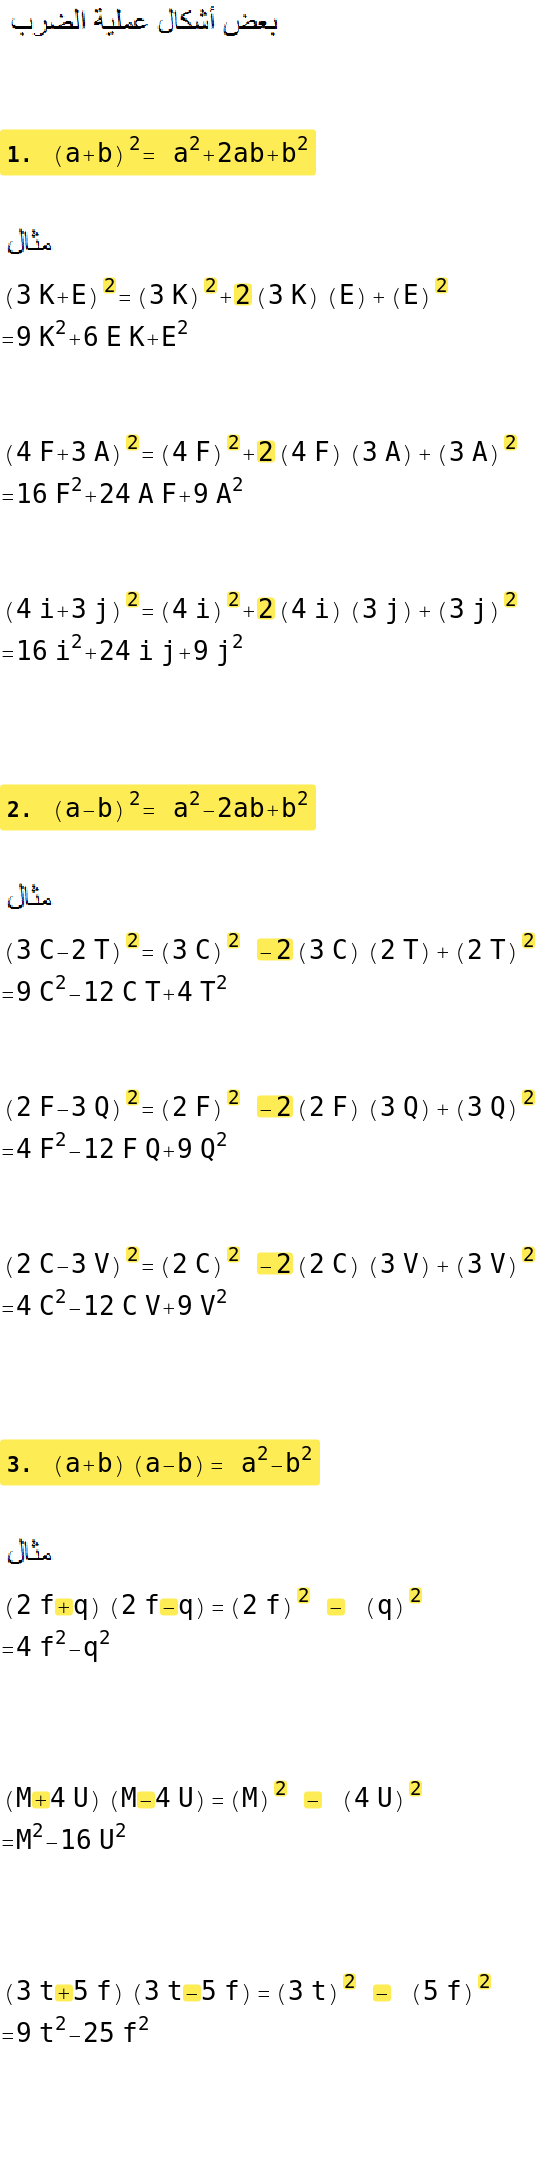 بعض أشكال عملية الضرب
1. (a+b)²= a²+2ab+b²
مثال
(3 K+E)²=(3 K)²+2(3 K) (E)+(E)²
=9 K²+6 E K+E²
(4 F+3 A)²=(4 F)²+2(4 F) (3 A)+(3 A)²
=16 F²+24 A F+9 A²
(4 i+3 j)²=(4 i)²+2(4 i) (3 j)+(3 j)²
=16 i²+24 i j+9 j²
2. (a−b)²= a²−2ab+b²
مثال
(3 C−2 T)²=(3 C)² −2(3 C) (2 T)+(2 T)²
=9 C²−12 C T+4 T²
(2 F−3 Q)²=(2 F)² −2(2 F) (3 Q)+(3 Q)²
=4 F²−12 F Q+9 Q²
(2 C−3 V)²=(2 C)² −2(2 C) (3 V)+(3 V)²
=4 C²−12 C V+9 V²
3. (a+b) (a−b)= a²−b²
مثال
(2 f+q) (2 f−q)=(2 f)² − (q)²
=4 f²−q²
(M+4 U) (M−4 U)=(M)² − (4 U)²
=M²−16 U²
(3 t+5 f) (3 t−5 f)=(3 t)² − (5 f)²
=9 t²−25 f²